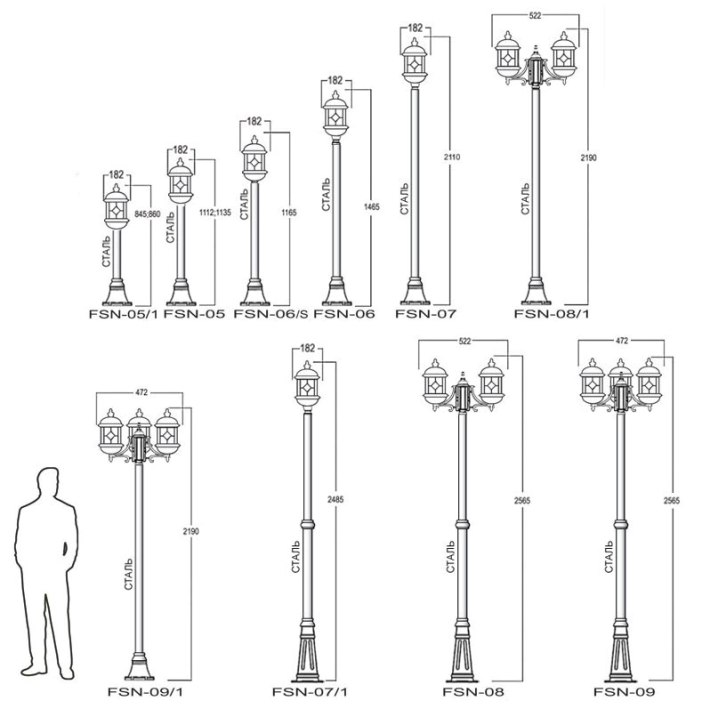 182
СТАЛЬ
845;860
FSN-05/1
182
СТАЛЬ
1112;1135
FSN-05
182
СТАЛЬ
1165
FSN-06/S
182
СТАЛЬ
1465
FSN-06
182
СТАЛЬ
2110
FSN-07
522
СТАЛЬ
2190
FSN-08/1
472
СТАЛЬ
2190
FSN-09/1
182
СТАЛЬ
2485
FSN-07/1
522
СТАЛЬ
2565
FSN-08
472
СТАЛЬ
2565
FSN-09